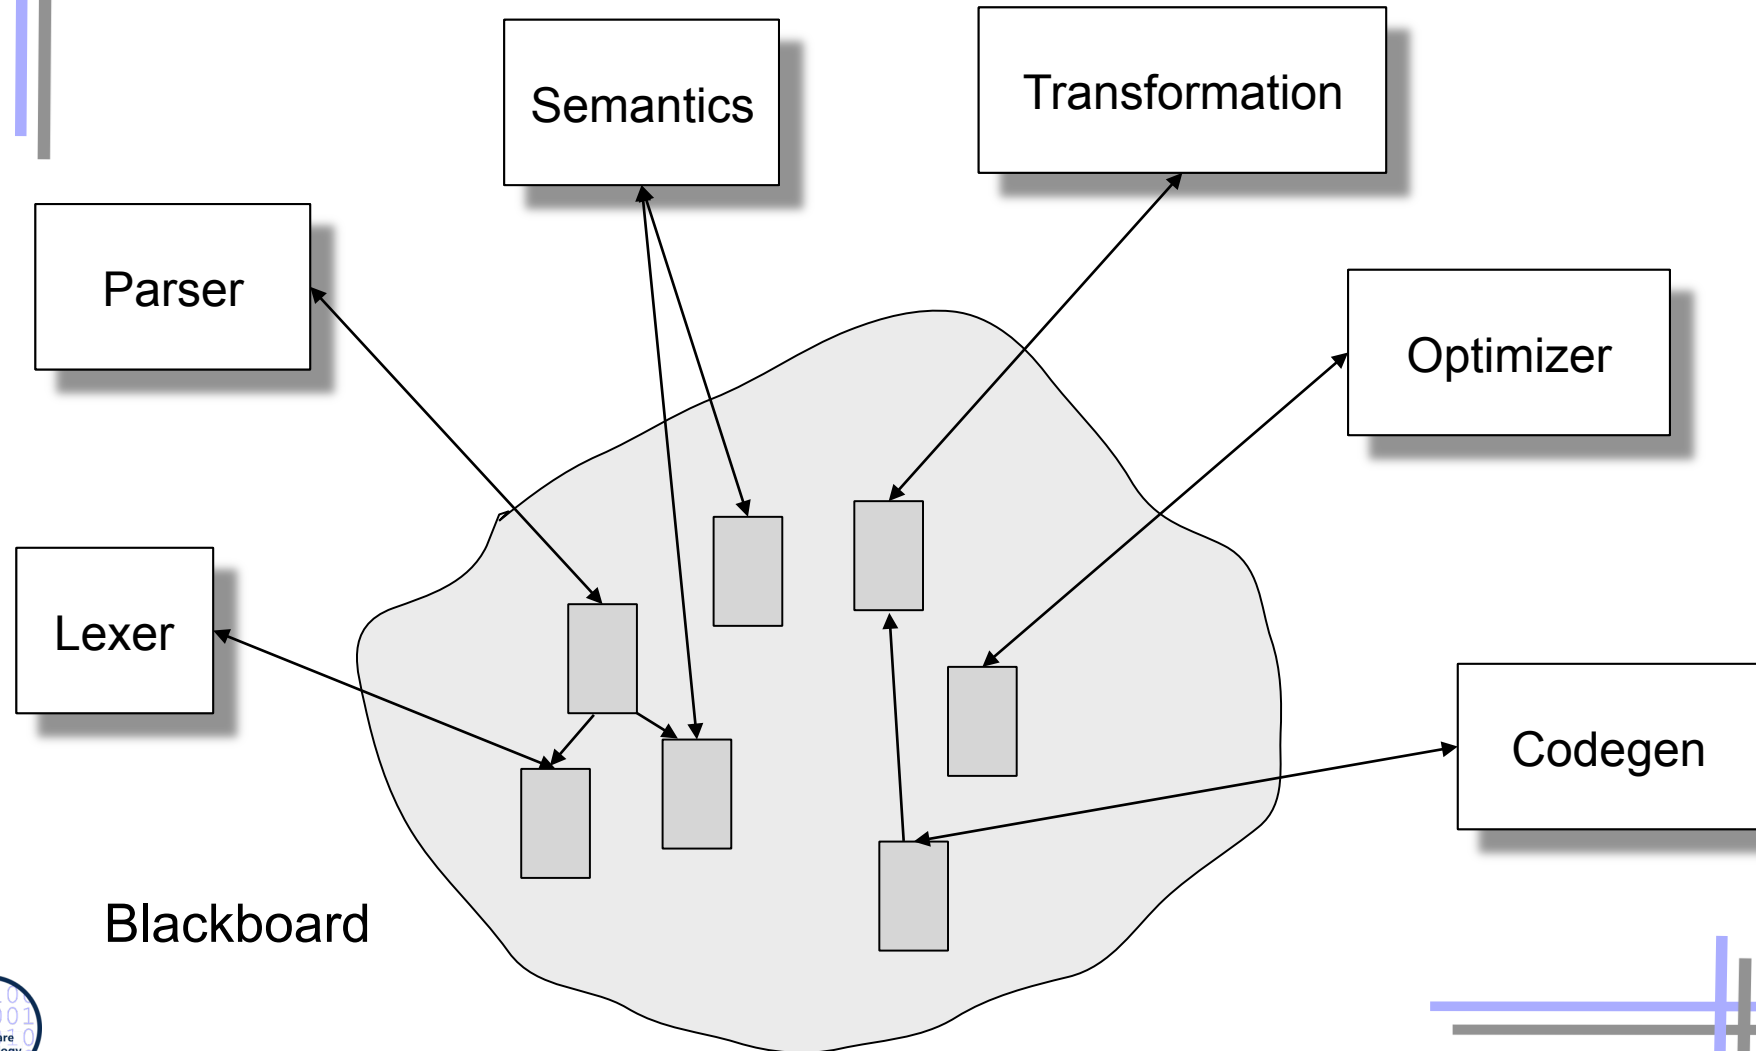 Semantics
Transformation
Parser
Optimizer
Lexer
Codegen
Blackboard